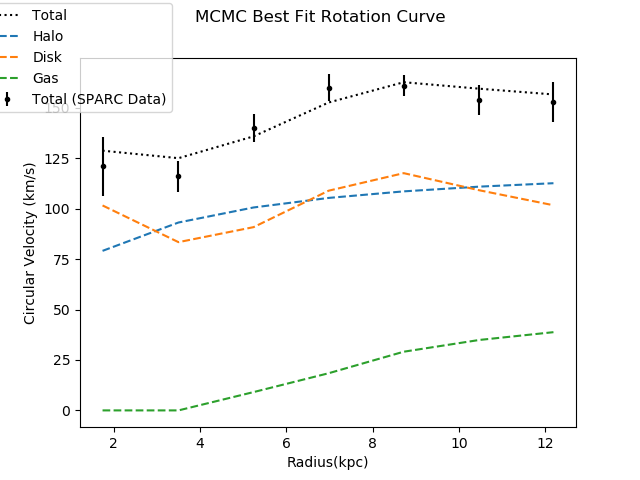 MCMC Best Fit Rotation Curve
Total
Halo
Disk
Gas
Total (SPARC Data)
150
125
100
75
50
25
0
Circular Velocity (km/s)
2 4 6 8 10 12
Radius(kpc)